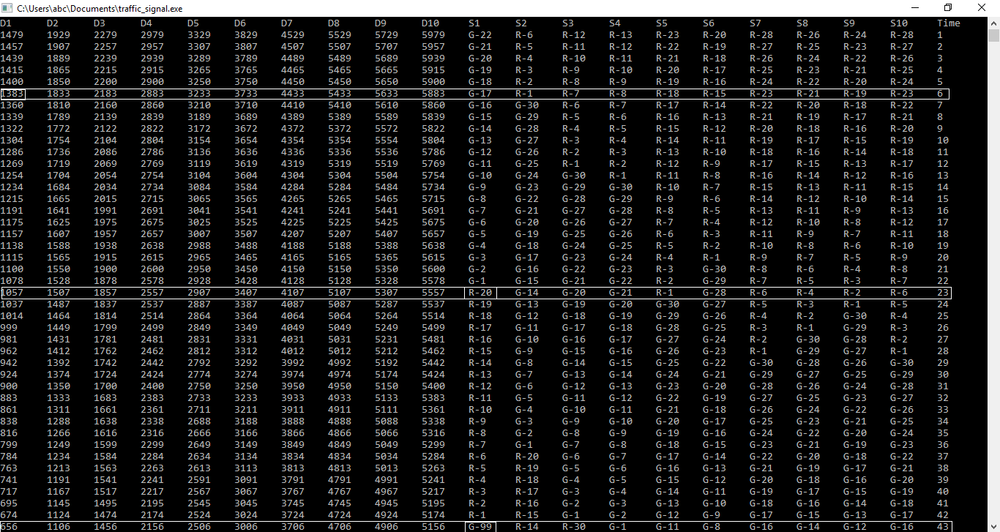 C:\Users\abc\Documents\traffic_signal.exe
D1 D2 D3 D4 D5 D6 D7 D8 D9 D10 S1 S2 S3 S4 S5 S6 S7 S8 S9 S10 Time
1479 1929 2279 2979 3329 3829 4529 5529 5729 5979 G-22 R-6 R-12 R-13 R-23 R-20 R-28 R-26 R-24 R-28 1
1457 1907 2257 2957 3307 3807 4507 5507 5707 5957 G-21 R-5 R-11 R-12 R-22 R-19 R-27 R-25 R-23 R-27 2
1439 1889 2239 2939 3289 3789 4489 5489 5689 5939 G-20 R-4 R-10 R-11 R-21 R-18 R-26 R-24 R-22 R-26 3
1415 1865 2215 2915 3265 3765 4465 5465 5665 5915 G-19 R-3 R-9 R-10 R-20 R-17 R-25 R-23 R-21 R-25 4
1400 1850 2200 2900 3250 3750 4450 5450 5650 5900 G-18 R-2 R-8 R-9 R-19 R-16 R-24 R-22 R-20 R-24 5
1383 1833 2183 2883 3233 3733 4433 5433 5633 5883 G-17 R-1 R-7 R-8 R-18 R-15 R-23 R-21 R-19 R-23 6
1360 1810 2160 2860 3210 3710 4410 5410 5610 5860 G-16 G-30 R-6 R-7 R-17 R-14 R-22 R-20 R-18 R-22 7
1339 1789 2139 2839 3189 3689 4389 5389 5589 5839 G-15 G-29 R-5 R-6 R-16 R-13 R-21 R-19 R-17 R-21 8
1322 1772 2122 2822 3172 3672 4372 5372 5572 5822 G-14 G-28 R-4 R-5 R-15 R-12 R-20 R-18 R-16 R-20 9
1304 1754 2104 2804 3154 3654 4354 5354 5554 5804 G-13 G-27 R-3 R-4 R-14 R-11 R-19 R-17 R-15 R-19 10
1286 1736 2086 2786 3136 3636 4336 5336 5536 5786 G-12 G-26 R-2 R-3 R-13 R-10 R-18 R-16 R-14 R-18 11
1269 1719 2069 2769 3119 3619 4319 5319 5519 5769 G-11 G-25 R-1 R-2 R-12 R-9 R-17 R-15 R-13 R-17 12
1254 1704 2054 2754 3104 3604 4304 5304 5504 5754 G-10 G-24 G-30 R-1 R-11 R-8 R-16 R-14 R-12 R-16 13
1234 1684 2034 2734 3084 3584 4284 5284 5484 5734 G-9 G-23 G-29 G-30 R-10 R-7 R-15 R-13 R-11 R-15 14
1215 1665 2015 2715 3065 3565 4265 5265 5465 5715 G-8 G-22 G-28 G-29 R-9 R-6 R-14 R-12 R-10 R-14 15
1191 1641 1991 2691 3041 3541 4241 5241 5441 5691 G-7 G-21 G-27 G-28 R-8 R-5 R-13 R-11 R-9 R-13 16
1175 1625 1975 2675 3025 3525 4225 5225 5425 5675 G-6 G-20 G-26 G-27 R-7 R-4 R-12 R-10 R-8 R-12 17
1157 1607 1957 2657 3007 3507 4207 5207 5407 5657 G-5 G-19 G-25 G-26 R-6 R-3 R-11 R-9 R-7 R-11 18
1138 1588 1938 2638 2988 3488 4188 5188 5388 5638 G-4 G-18 G-24 G-25 R-5 R-2 R-10 R-8 R-6 R-10 19
1115 1565 1915 2615 2965 3465 4165 5165 5365 5615 G-3 G-17 G-23 G-24 R-4 R-1 R-9 R-7 R-5 R-9 20
1100 1550 1900 2600 2950 3450 4150 5150 5350 5600 G-2 G-16 G-22 G-23 R-3 G-30 R-8 R-6 R-4 R-8 21
1078 1528 1878 2578 2928 3428 4128 5128 5328 5578 G-1 G-15 G-21 G-22 R-2 G-29 R-7 R-5 R-3 R-7 22
1057 1507 1857 2557 2907 3407 4107 5107 5307 5557 R-20 G-14 G-20 G-21 R-1 G-28 R-6 R-4 R-2 R-6 23
1037 1487 1837 2537 2887 3387 4087 5087 5287 5537 R-19 G-13 G-19 G-20 G-30 G-27 R-5 R-3 R-1 R-5 24
1014 1464 1814 2514 2864 3364 4064 5064 5264 5514 R-18 G-12 G-18 G-19 G-29 G-26 R-4 R-2 G-30 R-4 25
999 1449 1799 2499 2849 3349 4049 5049 5249 5499 R-17 G-11 G-17 G-18 G-28 G-25 R-3 R-1 G-29 R-3 26
981 1431 1781 2481 2831 3331 4031 5031 5231 5481 R-16 G-10 G-16 G-17 G-27 G-24 R-2 G-30 G-28 R-2 27
962 1412 1762 2462 2812 3312 4012 5012 5212 5462 R-15 G-9 G-15 G-16 G-26 G-23 R-1 G-29 G-27 R-1 28
942 1392 1742 2442 2792 3292 3992 4992 5192 5442 R-14 G-8 G-14 G-15 G-25 G-22 G-30 G-28 G-26 G-30 29
924 1374 1724 2424 2774 3274 3974 4974 5174 5424 R-13 G-7 G-13 G-14 G-24 G-21 G-29 G-27 G-25 G-29 30
900 1350 1700 2400 2750 3250 3950 4950 5150 5400 R-12 G-6 G-12 G-13 G-23 G-20 G-28 G-26 G-24 G-28 31
883 1333 1683 2383 2733 3233 3933 4933 5133 5383 R-11 G-5 G-11 G-12 G-22 G-19 G-27 G-25 G-23 G-27 32
861 1311 1661 2361 2711 3211 3911 4911 5111 5361 R-10 G-4 G-10 G-11 G-21 G-18 G-26 G-24 G-22 G-26 33
838 1288 1638 2338 2688 3188 3888 4888 5088 5338 R-9 G-3 G-9 G-10 G-20 G-17 G-25 G-23 G-21 G-25 34
816 1266 1616 2316 2666 3166 3866 4866 5066 5316 R-8 G-2 G-8 G-9 G-19 G-16 G-24 G-22 G-20 G-24 35
799 1249 1599 2299 2649 3149 3849 4849 5049 5299 R-7 G-1 G-7 G-8 G-18 G-15 G-23 G-21 G-19 G-23 36
784 1234 1584 2284 2634 3134 3834 4834 5034 5284 R-6 R-20 G-6 G-7 G-17 G-14 G-22 G-20 G-18 G-22 37
763 1213 1563 2263 2613 3113 3813 4813 5013 5263 R-5 R-19 G-5 G-6 G-16 G-13 G-21 G-19 G-17 G-21 38
741 1191 1541 2241 2591 3091 3791 4791 4991 5241 R-4 R-18 G-4 G-5 G-15 G-12 G-20 G-18 G-16 G-20 39
717 1167 1517 2217 2567 3067 3767 4767 4967 5217 R-3 R-17 G-3 G-4 G-14 G-11 G-19 G-17 G-15 G-19 40
695 1145 1495 2195 2545 3045 3745 4745 4945 5195 R-2 R-16 G-2 G-3 G-13 G-10 G-18 G-16 G-14 G-18 41
674 1124 1474 2174 2524 3024 3724 4724 4924 5174 R-1 R-15 G-1 G-2 G-12 G-9 G-17 G-15 G-13 G-17 42
656 1106 1456 2156 2506 3006 3706 4706 4906 5156 G-99 R-14 R-30 G-1 G-11 G-8 G-16 G-14 G-12 G-16 43